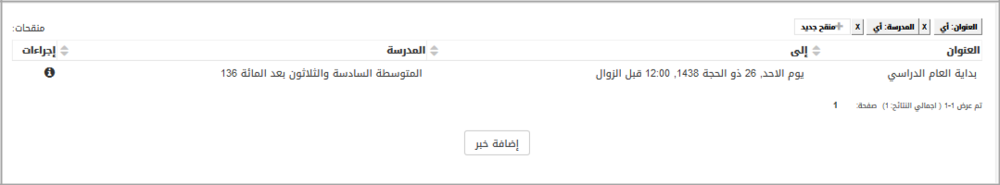 منقحات:
العنوان: أي X المدرسة: أي X منقح جديد
العنوان إلى المدرسة إجراءات
بداية العام الدراسي يوم الاحد, 26 ذو الحجة 1438, 12:00 قبل الزوال المتوسطة السادسة والثلاثون بعد المائة 136
تم عرض 1-1 ( اجمالي النتائج: 1) صفحة: 1
إضافة خبر